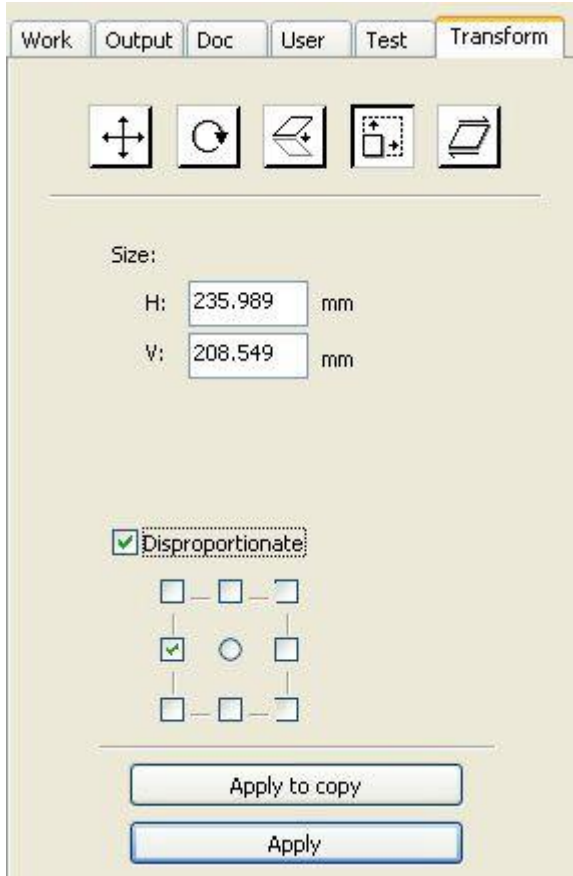 Work Output Doc User Test Transform
Size:
H: 235.989 mm
V: 208.549 mm
Disproportionate
Apply to copy
Apply